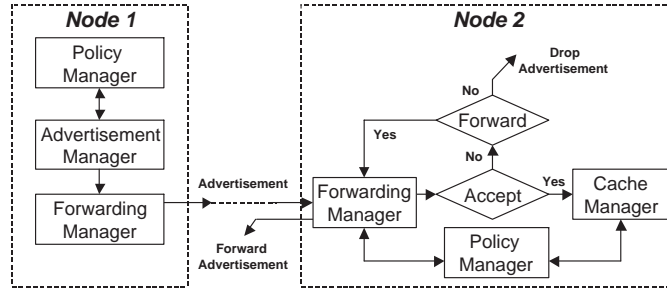 Node 1
Policy
Manager
Advertisement
Manager
Forwarding
Manager
Advertisement
Forward
Advertisement
Node 2
Drop
Advertisement
No
Forward
Yes
No
Forwarding
Manager
Accept
Yes
Cache
Manager
Policy
Manager